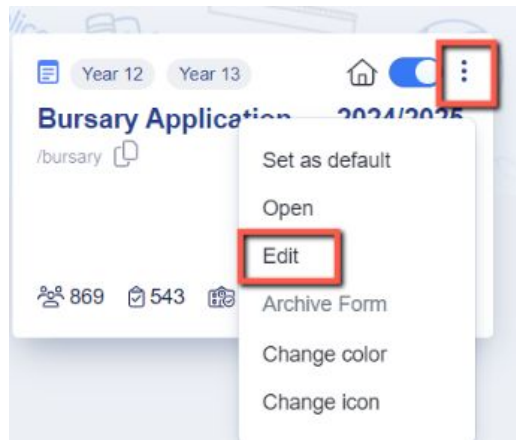 Year 12 Year 13
Bursary Application 2024/2025
/bursary
Set as default
Open
Edit
869 543
Archive Form
Change color
Change icon